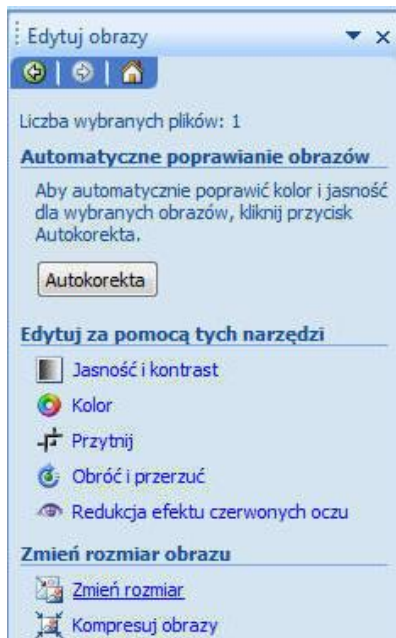 Edytuj obrazy
Liczba wybranych plików: 1
Automatyczne poprawianie obrazów
Aby automatycznie poprawić kolor i jasność
dla wybranych obrazów, kliknij przycisk
Autokorekta.
Autokorekta
Edytuj za pomocą tych narzędzi
Jasność i kontrast
Kolor
Przytnij
Obróć i przerzuć
Redukcja efektu czerwonych oczu
Zmień rozmiar obrazu
Zmień rozmiar
Kompresuj obrazy